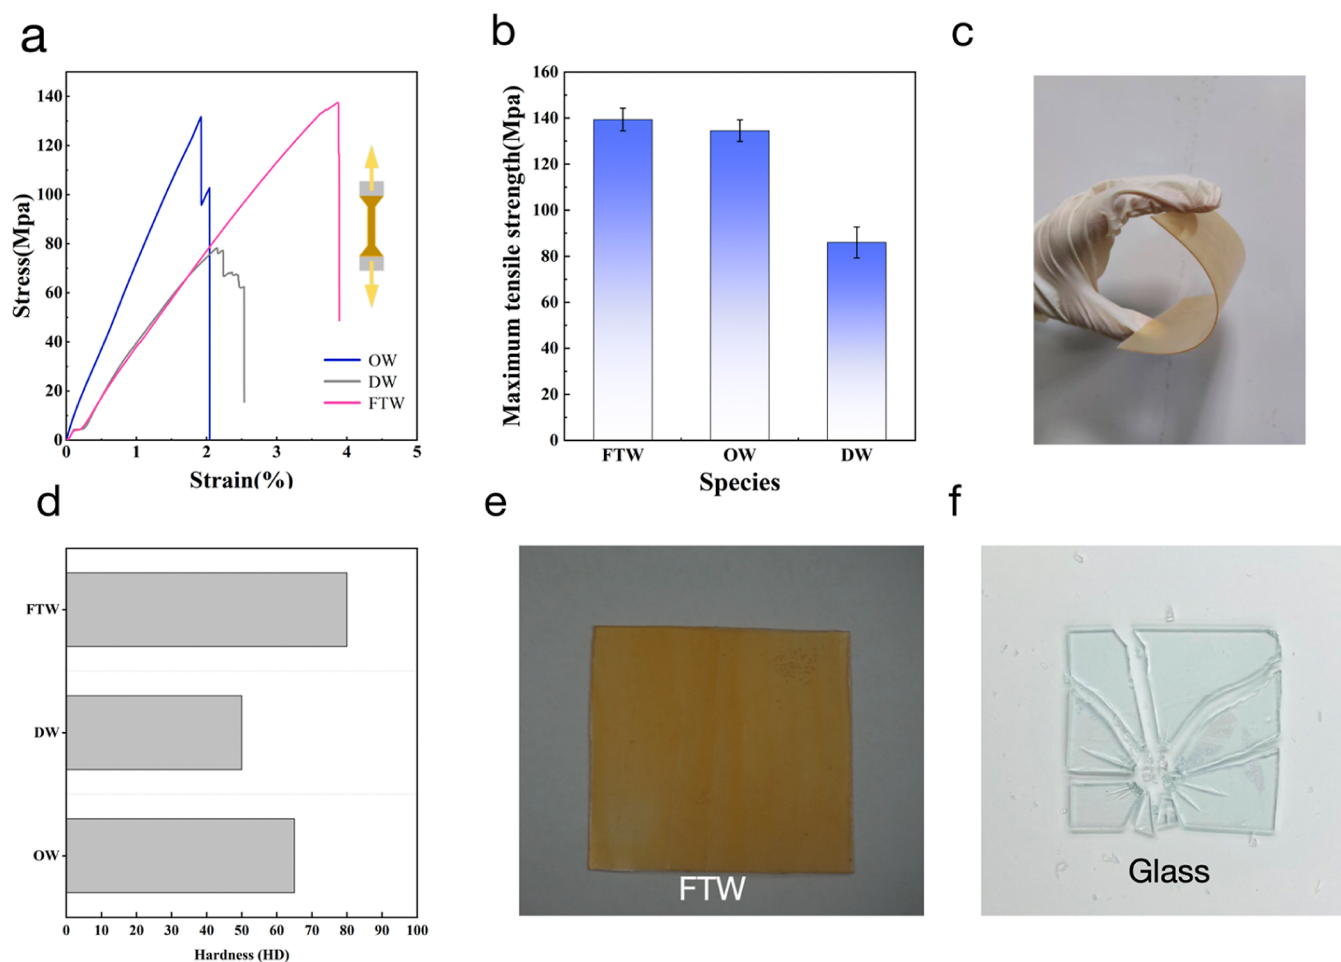 a
140
120
100
80
60
40
20
0
Stress(Mpa)
OW
DW
FTW
0 1 2 3 4 5
Strain(%)
b
160
140
120
140
100
80
60
40
20
0
Maximum tensile strength(Mpa)
FTW OW DW
Species
c
d
FTW
DW
OW
0 10 20 30 40 50 60 70 80 90 100
Hardness (HD)
e
FTW
f
Glass